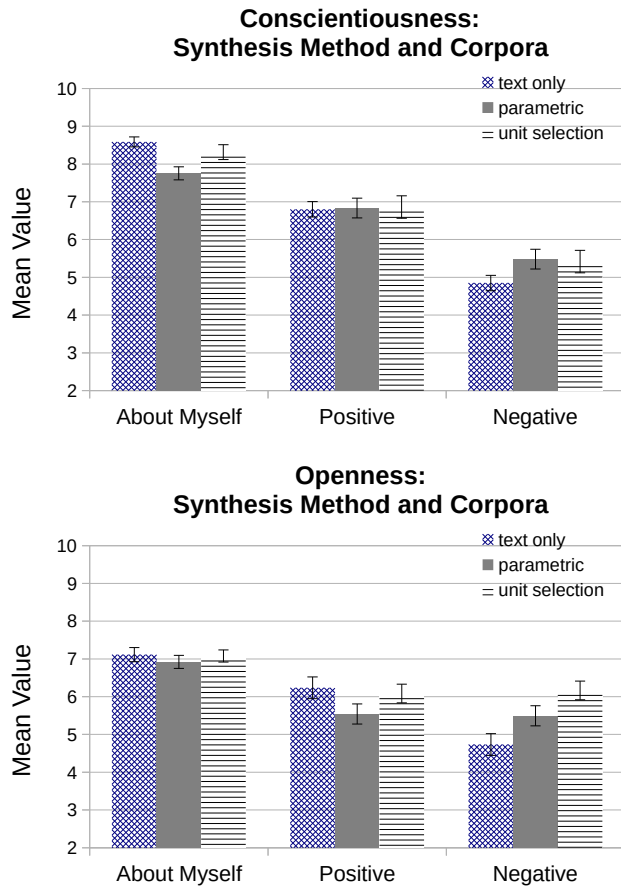 Conscientiousness:
Synthesis Method and Corpora
text only
parametric
unit selection
Mean Value
10
9
8
7
6
5
4
3
2
About Myself Positive Negative
Openness:
Synthesis Method and Corpora
text only
parametric
unit selection
Mean Value
10
9
8
7
6
5
4
3
2
About Myself Positive Negative